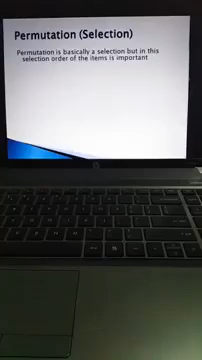 Permutation (Selection)
Permutation is basically a selection but in this
selection order of the items is important